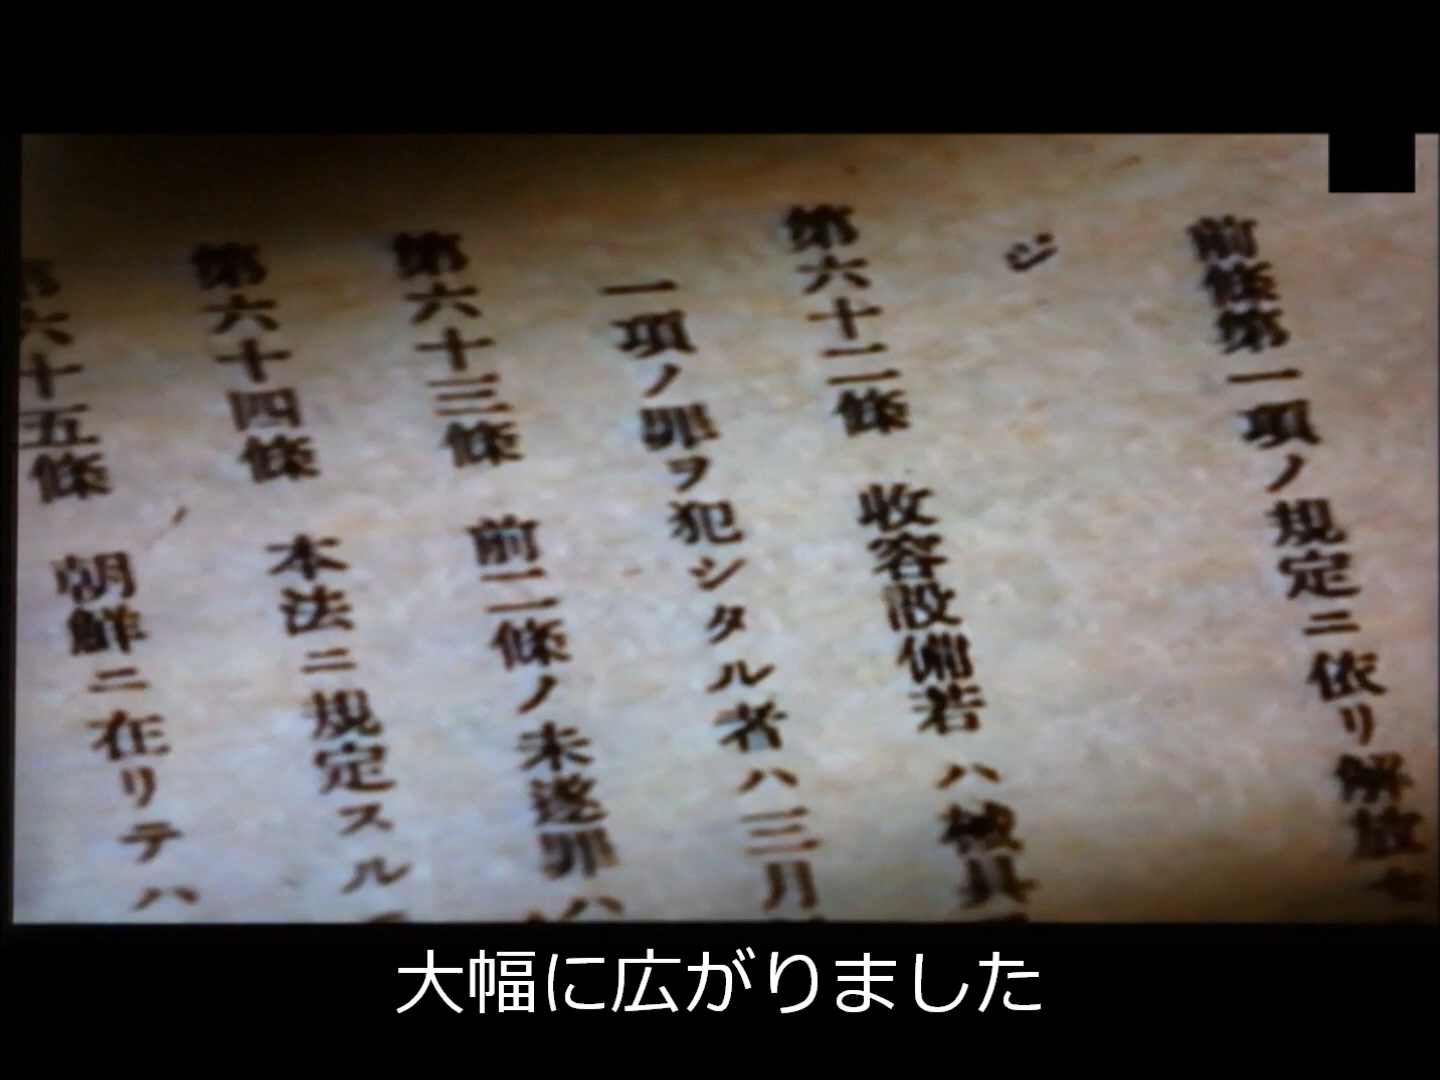 前條第一項ノ規定ニ依リ解放セ
ジ
第六十二條 收容設備若ハ械具
一項ノ罪ヲ犯シタル者ハ三月
第六十三條 前二條ノ未遂罪ハ
第六十四條 本法ニ規定スル
第六十五條 朝鮮ニ在リテハ
大幅に広がりました